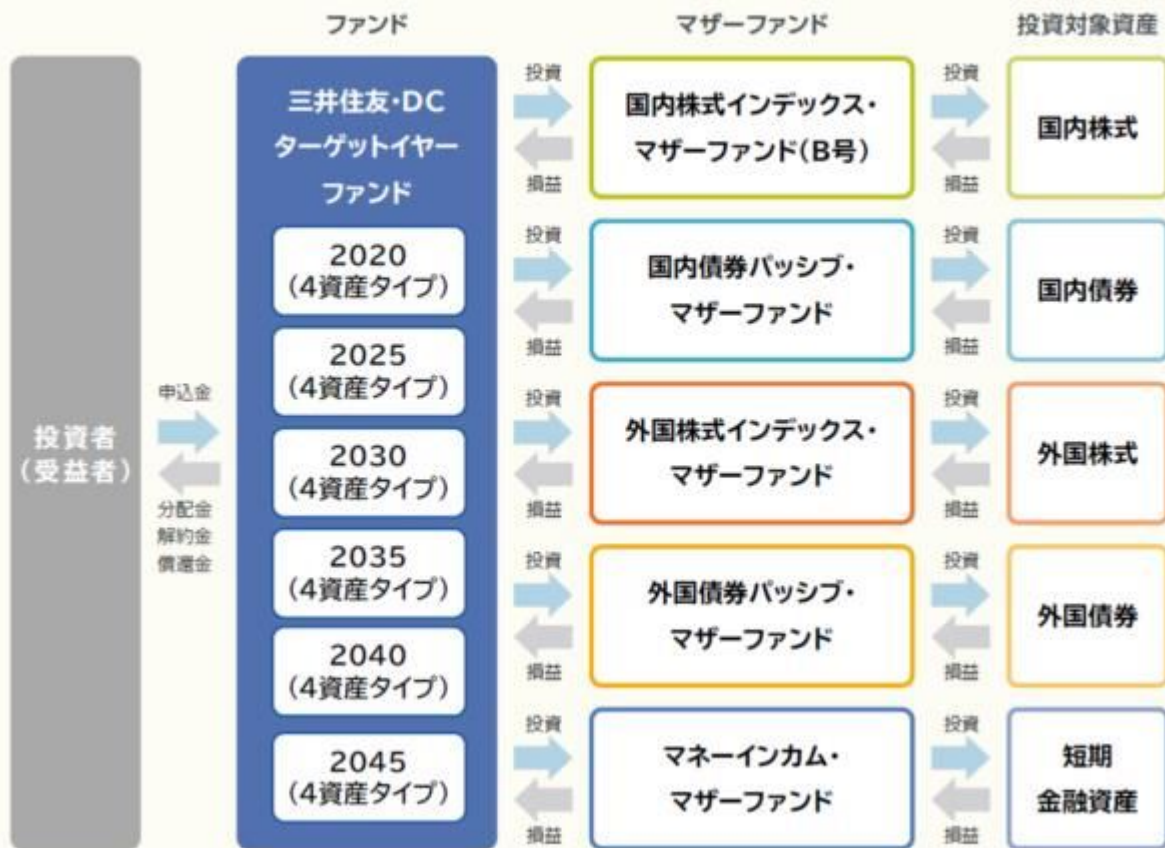 ファンド
マザーファンド
投資対象資産
投資者
(受益者)
申込金
分配金
解約金
償還金
三井住友・DC
ターゲットイヤー
ファンド
2020
(4資産タイプ)
2025
(4資産タイプ)
2030
(4資産タイプ)
2035
(4資産タイプ)
2040
(4資産タイプ)
2045
(4資産タイプ)
投資
損益
国内株式インデックス・
マザーファンド(B号)
投資
損益
国内株式
投資
損益
国内債券パッシブ・
マザーファンド
投資
損益
国内債券
投資
損益
外国株式インデックス・
マザーファンド
投資
損益
外国株式
投資
損益
外国債券パッシブ・
マザーファンド
投資
損益
外国債券
投資
損益
マネーインカム・
マザーファンド
投資
損益
短期
金融資産